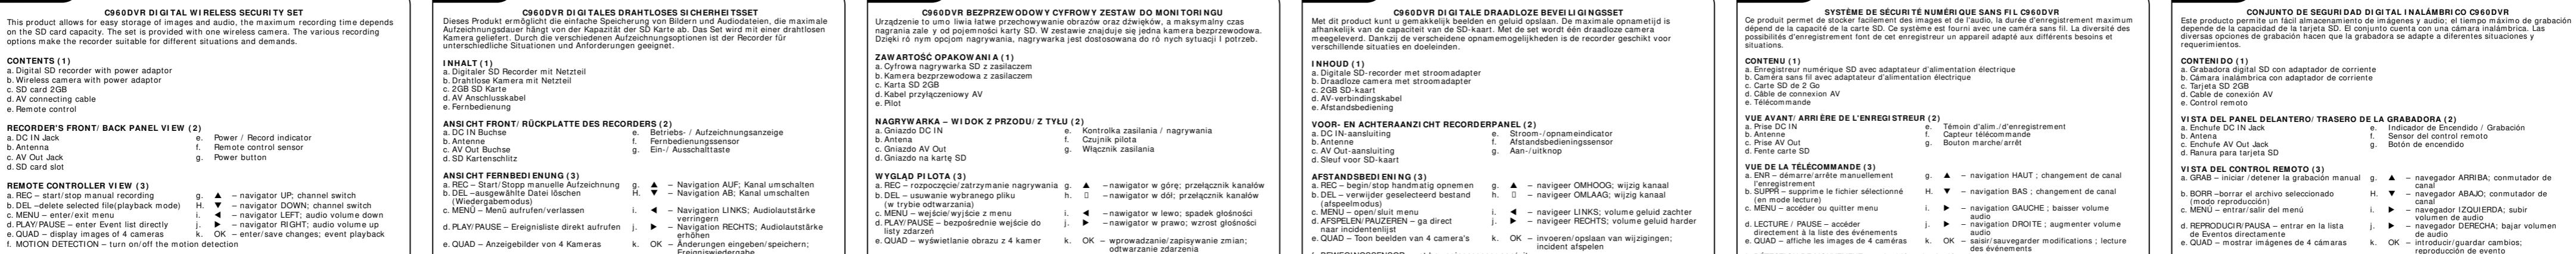 C960DVR DIGITAL WIRELESS SECURITY SET
This product allows for easy storage of images and audio, the maximum recording time depends
on the SD card capacity. The set is provided with one wireless camera. The various recording
options make the recorder suitable for different situations and demands.
CONTENTS (1)
a. Digital SD recorder with power adaptor
b. Wireless camera with power adaptor
c. SD card 2GB
d. AV connecting cable
e. Remote control
RECORDER'S FRONT/ BACK PANEL VIEW (2)
a. DC IN Jack e. Power / Record indicator
b. Antenna f. Remote control sensor
c. AV Out Jack g. Power button
d. SD card slot
REMOTE CONTROLLER VIEW (3)
a. REC – start/stop manual recording g. ▲ – navigator UP; channel switch
b. DEL –delete selected file(playback mode) H. ▼ – navigator DOWN; channel switch
c. MENU – enter/exit menu i. ◄ – navigator LEFT; audio volume down
d. PLAY/PAUSE – enter Event list directly j. ► – navigator RIGHT; audio volume up
e. QUAD – display images of 4 cameras k. OK – enter/save changes; event playback
f. MOTION DETECTION – turn on/off the motion detection
C960DVR DIGITALES DRAHTLOSES SICHERHEITSSET
Dieses Produkt ermöglicht die einfache Speicherung von Bildern und Audiodateien, die maximale
Aufzeichungsdauer hängt von der Kapazität der SD Karte ab. Das Set wird mit einer drahtlosen
Kamera geliefert. Durch die verschiedenen Aufzeichnungsoptionen ist der Recorder für
unterschiedliche Situationen und Anforderungen geeignet.
INHALT (1)
a. Digitaler SD Recorder mit Netzteil
b. Drahtlose Kamera mit Netzteil
c. 2GB SD Karte
d. AV Anschlusskabel
e. Fernbedienung
ANSICHT FRONT/ RÜCKPLATTE DES RECORDERS (2)
a. DC IN Buchse e. Betriebs- / Aufzeichnungsanzeige
b. Antenne f. Fernbedienungssensor
c. AV Out Buchse g. Ein-/ Ausschalttaste
d. SD Kartenschlitz
ANSICHT FERNBEDIENUNG (3)
a. REC – Start/Stopp manuelle Aufzeichnung g. ▲ – Navigation AUF; Kanal umschalten
b. DEL –ausgewählte Datei löschen H. ▼ – Navigation AB; Kanal umschalten
(Wiedergabemodus)
c. MENÜ – Menü aufrufen/verlassen i. ◄ – Navigation LINKS; Audiolautstärke
verringern
d. PLAY/PAUSE – Ereignisliste direkt aufrufen j. ► – Navigation RECHTS; Audiolautstärke
erhöhen
e. QUAD – Anzeigebilder von 4 Kameras k. OK – Änderungen eingeben/speichern;
Ereigniswiedergabe
C960DVR BEZPRZEWODOWY CYFROWY ZESTAW DO MONITORINGU
Urządzenie to umo liwia łatwe przechowywanie obrazów oraz dźwięków, a maksymalny czas
nagrania zale y od pojemności karty SD. W zestawie znajduję się jedna kamera bezprzewodowa.
Dzięki ró nym opcjom nagrywania, nagrywarka jest dostosowana do ró nych sytuacji I potrzeb.
ZAWARTOŚĆ OPAKOWANIA (1)
a. Cyfrowa nagrywarka SD z zasilaczem
b. Kamera bezprzewodowa z zasilaczem
c. Karta SD 2GB
d. Kabel przyłączeniowy AV
e. Pilot
NAGRYWARKA – WIDOK Z PRZODU/ Z TYŁU (2)
a. Gniazdo DC IN e. Kontrolka zasilania / nagrywania
b. Antena f. Czujnik pilota
c. Gniazdo AV Out g. Włącznik zasilania
d. Gniazdo na kartę SD
WYGLĄD PILOTA (3)
a. REC – rozpoczęcie/zatrzymanie nagrywania g. ▲ – nawigator w górę; przełącznik kanałów
b. DEL – usuwanie wybranego pliku h. ▯ – nawigator w dół; przełącznik kanałów
(w trybie odtwarzania)
c. MENU – wejście/wyjście z menu i. ◄ – nawigator w lewo; spadek głośności
d. PLAY/PAUSE – bezpośrednie wejście do j. ► – nawigator w prawo; wzrost głośności
listy zdarzeń
e. QUAD – wyświetlanie obrazu z 4 kamer k. OK – wprowadzanie/zapisywanie zmian;
odtwarzanie zdarzenia
C960DVR DIGITALE DRAADLOZE BEVEILIGINGSSET
Met dit product kunt u gemakkelijk beelden en geluid opslaan. De maximale opnametijd is
afhankelijk van de capaciteit van de SD-kaart. Met de set wordt één draadloze camera
meegeleverd. Dankzij de verscheidene opnamemogelijkheden is de recorder geschikt voor
verschillende situaties en doeleinden.
INHOUD (1)
a. Digitale SD-recorder met stroomadapter
b. Draadloze camera met stroomadapter
c. 2GB SD-kaart
d. AV-verbindingskabel
e. Afstandsbediening
VOOR- EN ACHTERAANZICHT RECORDERPANEL (2)
a. DC IN-aansluiting e. Stroom-/opnameindicator
b. Antenne f. Afstandsbedieningssensor
c. AV Out-aansluiting g. Aan-/uitknop
d. Sleuf voor SD-kaart
AFSTANDSBEDIENING (3)
a. REC – begin/stop handmatig opnemen g. ▲ – navigeer OMHOOG; wijzig kanaal
b. DEL – verwijder geselecteerd bestand h. ▯ – navigeer OMLAAG; wijzig kanaal
(afspeelmodus)
c. MENU – open/sluit menu i. ◄ – navigeer LINKS; volume geluid zachter
d. AFSPELEN/PAUZEREN – ga direct j. ► – navigeer RECHTS; volume geluid harder
naar incidentenlijst
e. QUAD – Toon beelden van 4 camera's k. OK – invoeren/opslaan van wijzigingen;
incident afspelen
SYSTÈME DE SÉCURITÉ NUMÉRIQUE SANS FIL C960DVR
Ce produit permet de stocker facilement des images et de l'audio, la durée d'enregistrement maximum
dépend de la capacité de la carte SD. Ce système est fourni avec une caméra sans fil. La diversité des
possibilités d'enregistrement font de cet enregistreur un appareil adapté aux différents besoins et
situations.
CONTENU (1)
a. Enregistreur numérique SD avec adaptateur d'alimentation électrique
b. Caméra sans fil avec adaptateur d'alimentation électrique
c. Carte SD de 2 Go
d. Câble de connexion AV
e. Télécommande
VUE AVANT/ ARRIÈRE DE L'ENREGISTREUR (2)
a. Prise DC IN e. Témoin d'alim./d'enregistrement
b. Antenne f. Capteur télécommande
c. Prise AV Out g. Bouton marche/arrêt
d. Fente carte SD
VUE DE LA TÉLÉCOMMANDE (3)
a. ENR – démarre/arrête manuellement g. ▲ – navigation HAUT ; changement de canal
l'enregistrement
b. SUPPR – supprime le fichier sélectionné H. ▼ – navigation BAS ; changement de canal
(en mode lecture)
c. MENU – accéder ou quitter menu i. ► – navigation GAUCHE ; baisser volume
audio
d. LECTURE / PAUSE – accéder j. ► – navigation DROITE ; augmenter volume
directement à la liste des événements audio
e. QUAD – affiche les images de 4 caméras k. OK – saisir/sauvegarder modifications ; lecture
des événements
CONJUNTO DE SEGURIDAD DIGITAL INALÁMBRICO C960DVR
Este producto permite un fácil almacenamiento de imágenes y audio; el tiempo máximo de grabación
depende de la capacidad de la tarjeta SD. El conjunto cuenta con una cámara inalámbrica. Las
diversas opciones de grabación hacen que la grabadora se adapte a diferentes situaciones y
requerimientos.
CONTENIDO (1)
a. Grabadora digital SD con adaptador de corriente
b. Cámara inalámbrica con adaptador de corriente
c. Tarjeta SD 2GB
d. Cable de conexión AV
e. Control remoto
VISTA DEL PANEL DELANTERO/ TRASERO DE LA GRABADORA (2)
a. Enchufe DC IN Jack e. Indicador de Encendido / Grabación
b. Antena f. Sensor del control remoto
c. Enchufe AV Out Jack g. Botón de encendido
d. Ranura para tarjeta SD
VISTA DEL CONTROL REMOTO (3)
a. GRAB – iniciar / detener la grabación manual g. ▲ – navegador ARRIBA; conmutador de
canal
b. BORR –borrar el archivo seleccionado H. ▼ – navegador ABAJO; conmutador de
(modo reproducción) canal
c. MENÚ – entrar/salir del menú i. ◄ – navegador IZQUIERDA; subir
volumen de audio
d. REPRODUCIR/PAUSA – entrar en la lista j. ► – navegador DERECHA; bajar volumen
de Eventos directamente de audio
e. QUAD – mostrar imágenes de 4 cámaras k. OK – introducir/guardar cambios;
reproducción de evento